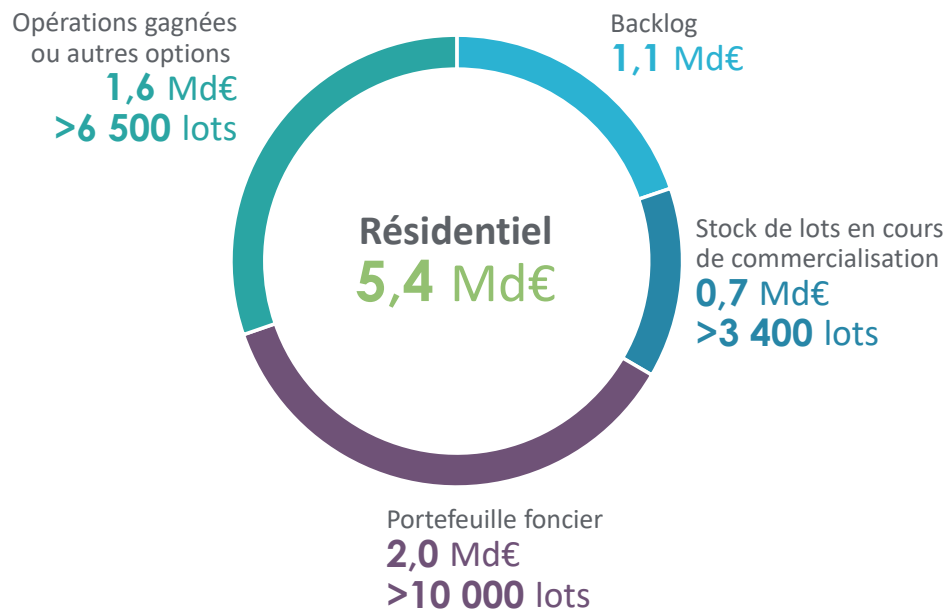 Opérations gagnées
ou autres options
1,6 Md€
>6 500 lots
Backlog
1,1 Md€
Résidentiel
5,4 Md€
Stock de lots en cours
de commercialisation
0,7 Md€
>3 400 lots
Portefeuille foncier
2,0 Md€
>10 000 lots